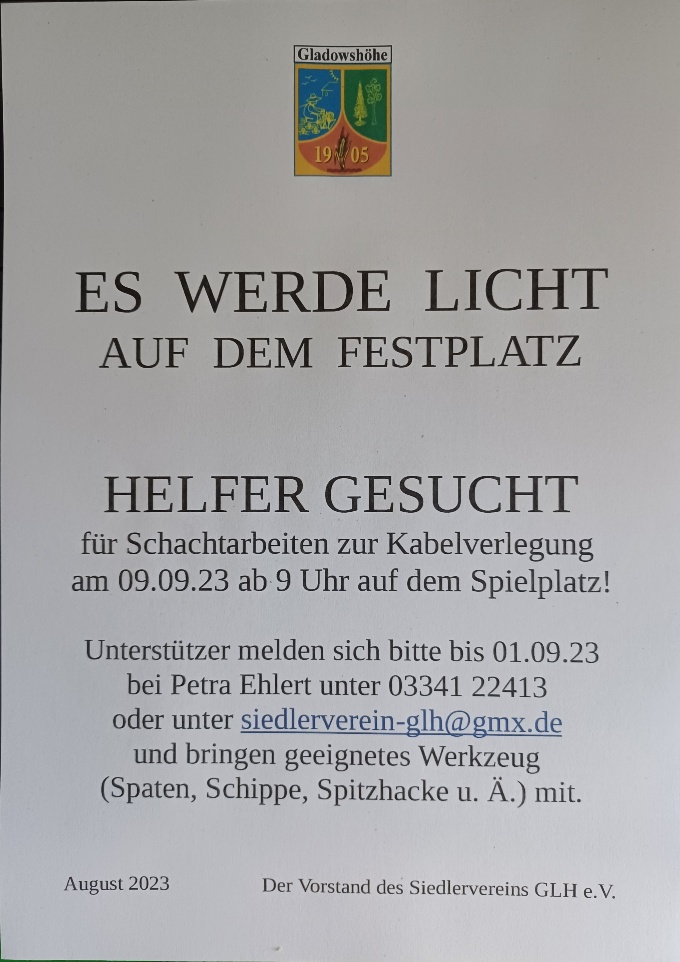 Gladowshöhe
19 05
ES WERDE LICHT
AUF DEM FESTPLATZ
HELFER GESUCHT
für Schachtarbeiten zur Kabelverlegung
am 09.09.23 ab 9 Uhr auf dem Spielplatz!
Unterstützer melden sich bitte bis 01.09.23
bei Petra Ehlert unter 03341 22413
oder unter siedlerverein-glh@gmx.de
und bringen geeignetes Werkzeug
(Spaten, Schippe, Spitzhacke u. Ä.) mit.
August 2023 Der Vorstand des Siedlervereins GLH e.V.